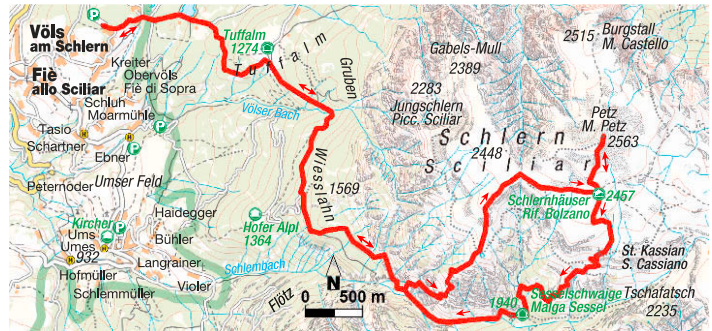 P
Völs
am Schlern
Fiè
allo Sciliar
Tuffalm
1274
Tuffalm
Kreiter
Obervöls
Fiè di Sopra
Schluh
Moarmühle
Tasio
H
Schartner
P
H
Ebner
P
Peternoder
Umser Feld
Völser Bach
Gruben
Wiesslahn
1569
Gabels-Mull
2389
2283
Jungschlern
Picc. Sciliar
2515
Burgstall
M. Castello
Petz
M. Petz
2563
Schlern
Sciliar
2448
Schlernhäuser
Rif. Bolzano
2457
St. Kassian
S. Cassiano
Tschafatsch
2235
Sesselschwaige
Malga Sessel
1940
Haidegger
Kircher
P
Ums
Umes
H
932
H
Bühler
Hofer Alpl
1364
Hofmüller
Langrainer
Schlemmüller
Violer
Schlembach
Flötz
N
0 500 m